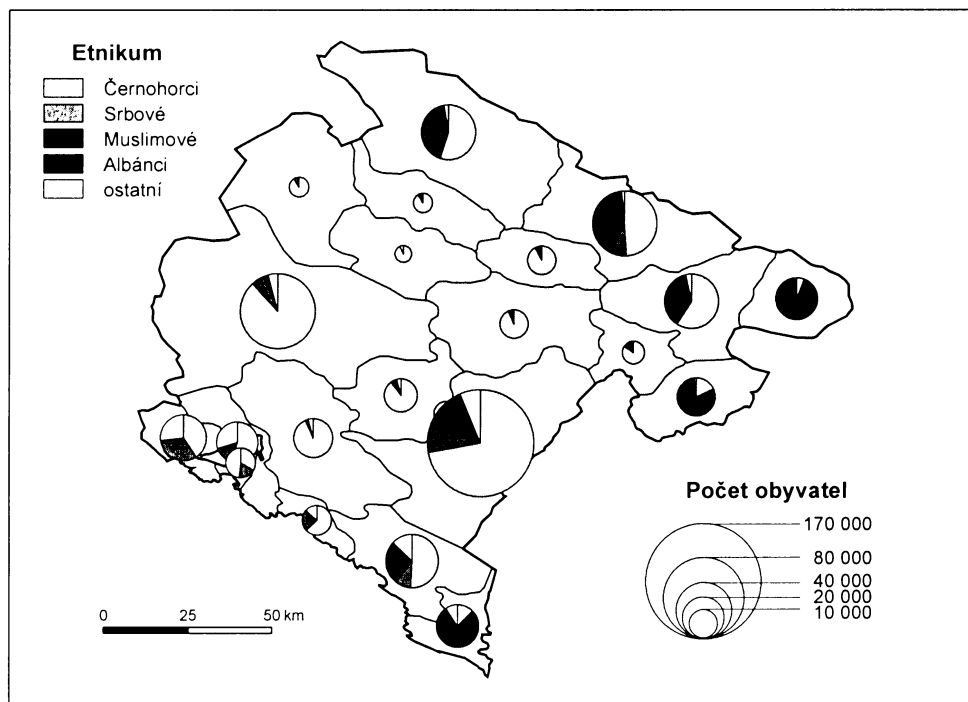 Etnikum
Černohorci
Srbové
Muslimové
Albánci
ostatní
Počet obyvatel
170 000
80 000
40 000
20 000
10 000
0 25 50 km